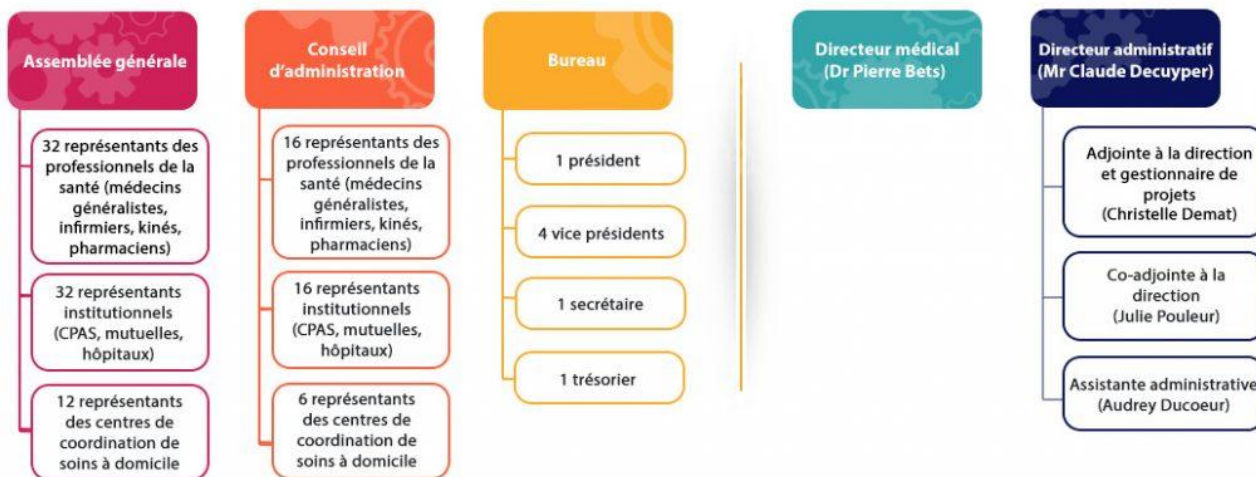 Assemblée générale
32 représentants des
professionnels de la
santé (médecins
généralistes,
infirmiers, kinés,
pharmaciens)
32 représentants
institutionnels
(CPAS, mutuelles,
hôpitaux)
12 représentants
des centres de
coordination de
soins à domicile
Conseil
d'administration
16 représentants des
professionnels de la
santé (médecins
généralistes,
infirmiers, kinés,
pharmaciens)
16 représentants
institutionnels
(CPAS, mutuelles,
hôpitaux)
6 représentants
des centres de
coordination de
soins à domicile
Bureau
1 président
4 vice présidents
1 secrétaire
1 trésorier
Directeur médical
(Dr Pierre Bets)
Directeur administratif
(Mr Claude Decuyper)
Adjointe à la direction
et gestionnaire de
projets
(Christelle Demat)
Co-adjointe à la
direction
(Julie Pouleur)
Assistante administrative
(Audrey Ducoeur)